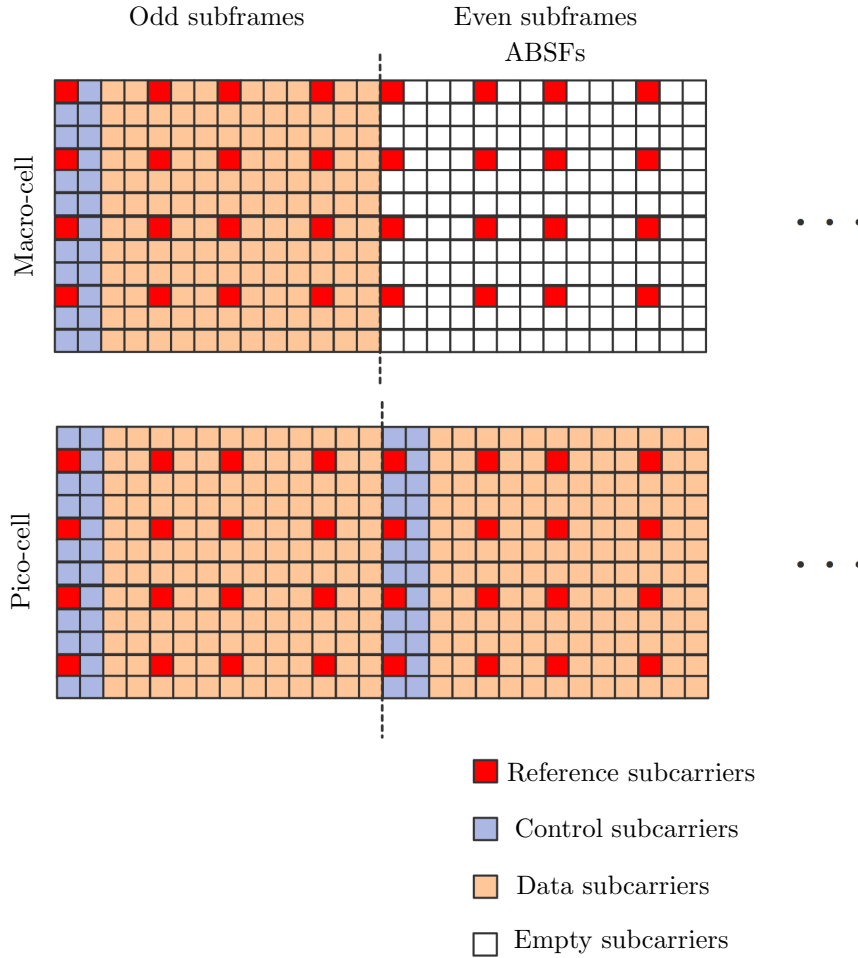 Odd subframes
Even subframes
ABSFs
Macro-cell
. . .
Pico-cell
. . .
Reference subcarriers
Control subcarriers
Data subcarriers
Empty subcarriers